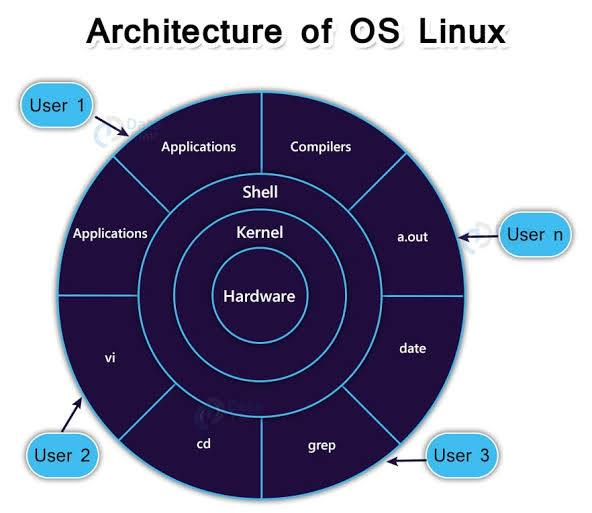 Architecture of OS Linux
User 1
Applications
Compilers
Shell
Applications
Kernel
a.out
User n
Hardware
vi
date
cd
grep
User 2
User 3